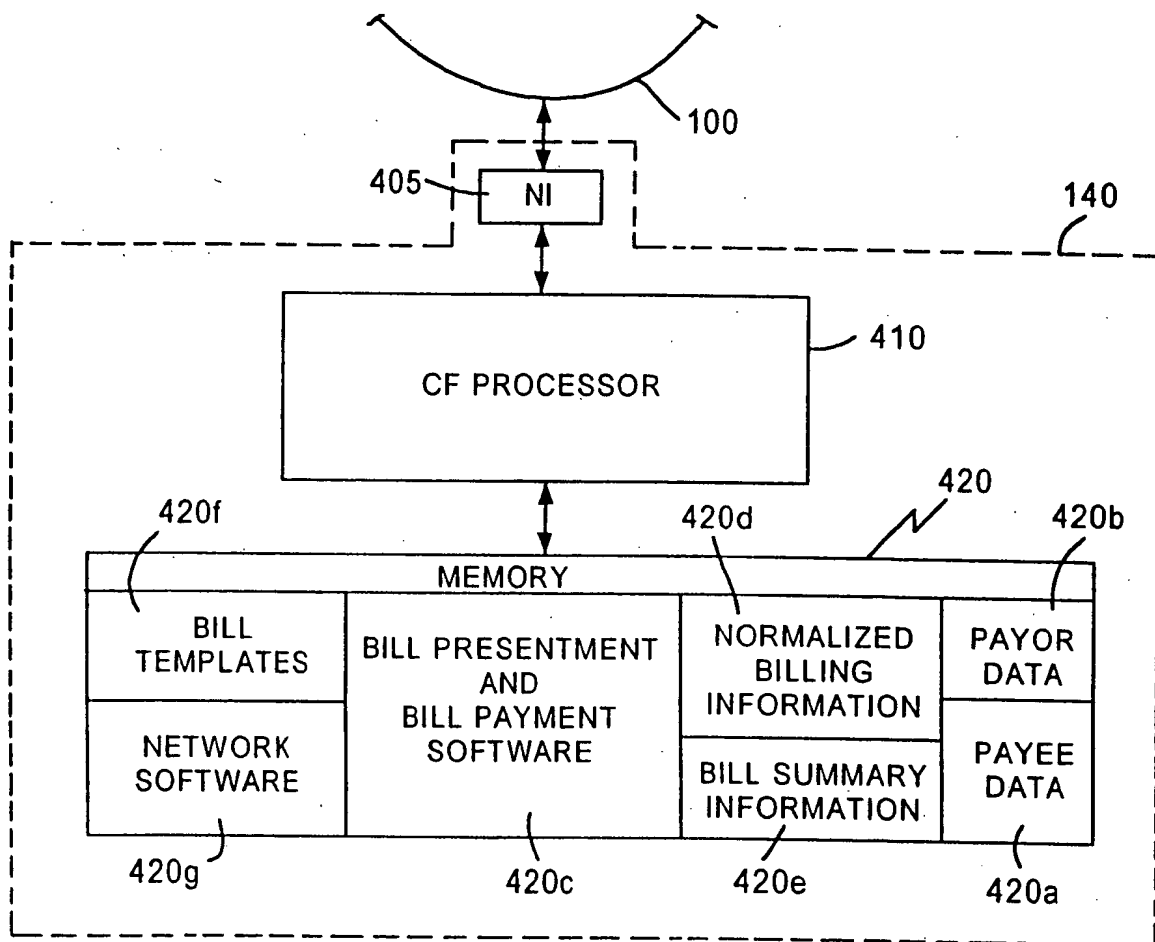 100
405
NI
140
410
CF PROCESSOR
420f
420d
420
420b
MEMORY
BILL
TEMPLATES
BILL PRESENTMENT
AND
BILL PAYMENT
SOFTWARE
NORMALIZED
BILLING
INFORMATION
PAYOR
DATA
NETWORK
SOFTWARE
BILL SUMMARY
INFORMATION
PAYEE
DATA
420g
420c
420e
420a